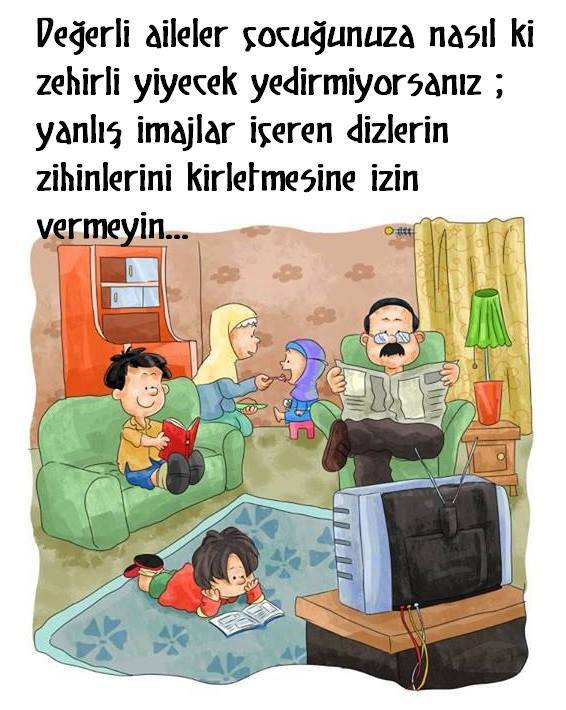 Değerli aileler çocuğunuza nasıl ki
zehirli yiyecek yedirmiyorsanız ;
yanlış imajlar içeren dizlerin
zihinlerini kirletmesine izin
vermeyin...